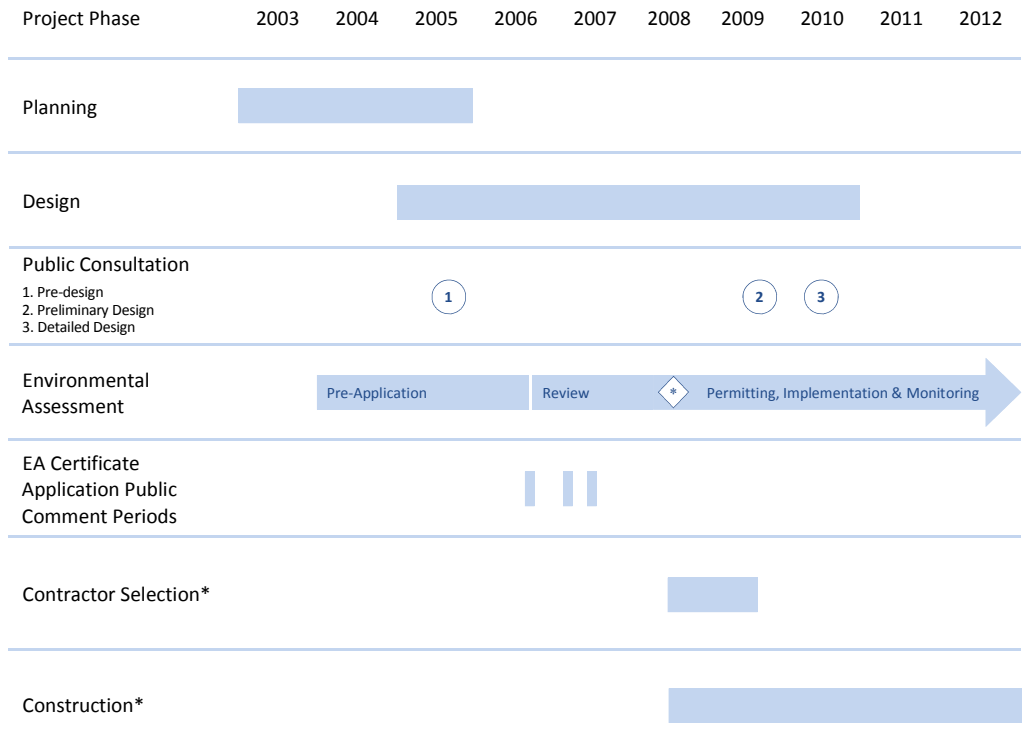 Project Phase 2003 2004 2005 2006 2007 2008 2009 2010 2011 2012
Planning
Design
Public Consultation
1. Pre-design
2. Preliminary Design
3. Detailed Design
1 2 3
Environmental
Assessment
Pre-Application Review * Permitting, Implementation & Monitoring
EA Certificate
Application Public
Comment Periods
Contractor Selection*
Construction*